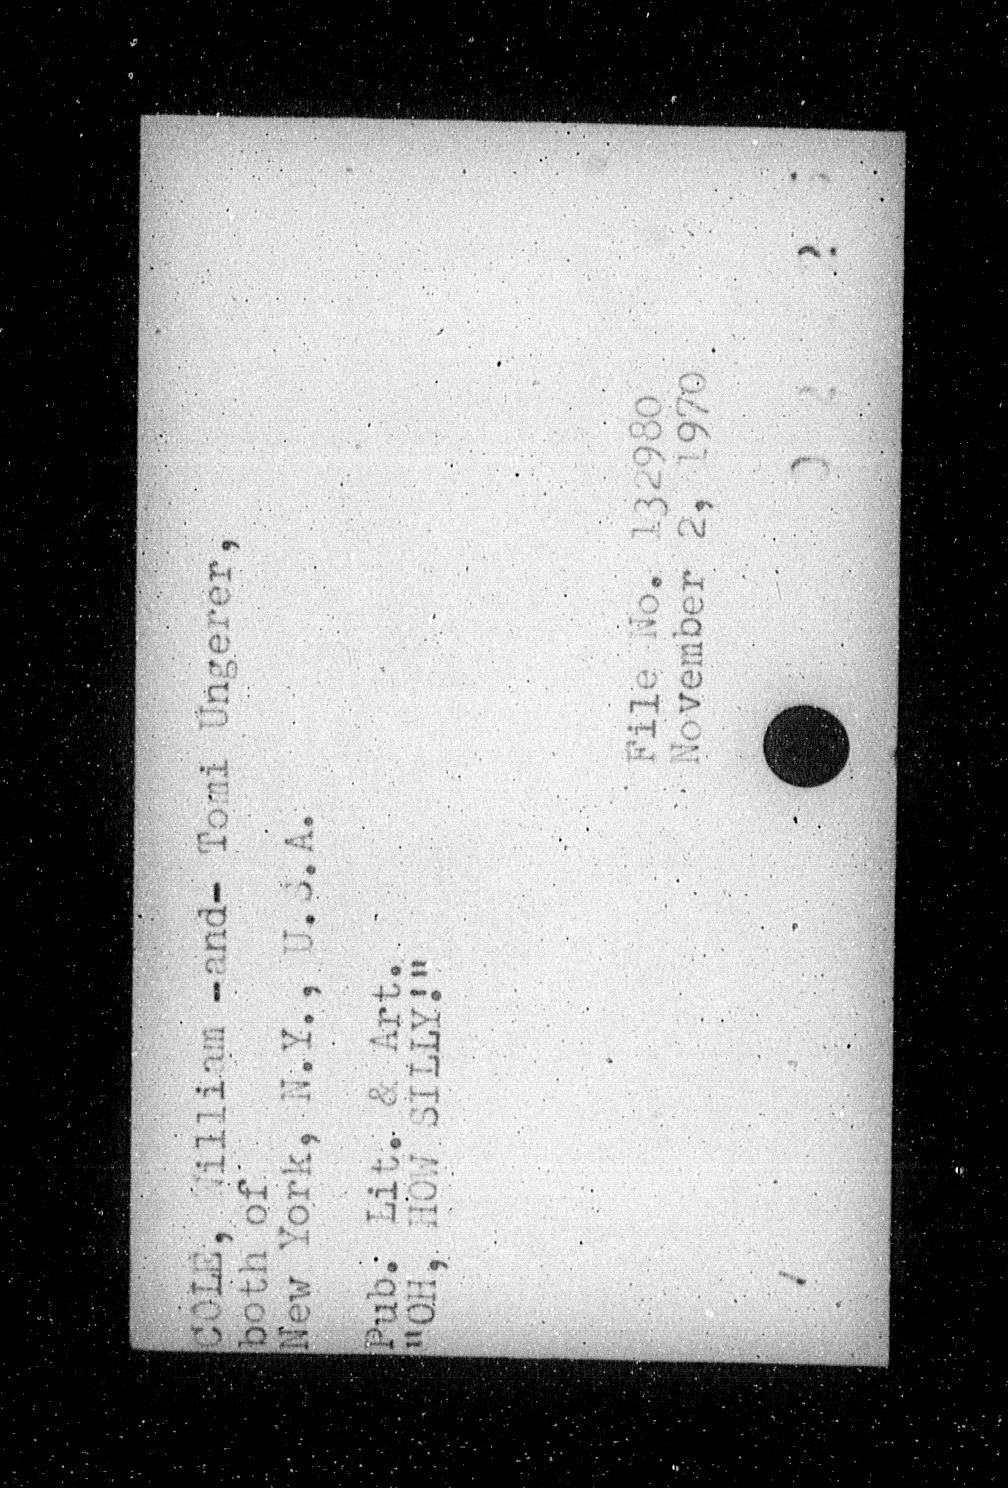 COLE, William -and- Tomi Ungerer,
both of
New York, N.Y., U.S.A.
Pub. Lit. & Art.
"OH, HOW SILLY!"
File No. 132980
November 2, 1970